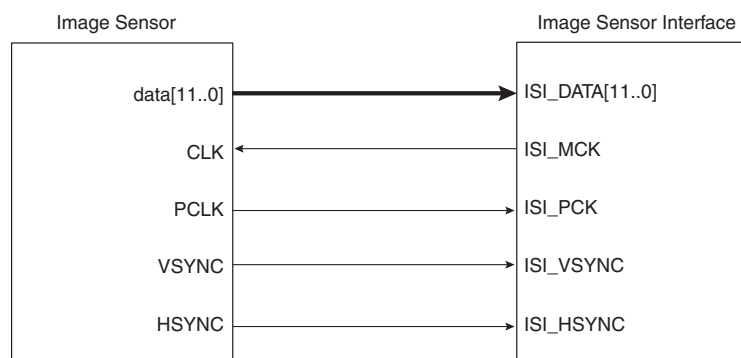 Image Sensor
Image Sensor Interface
data[11..0]
ISI_DATA[11..0]
CLK
ISI_MCK
PCLK
ISI_PCK
VSYNC
ISI_VSYNC
HSYNC
ISI_HSYNC